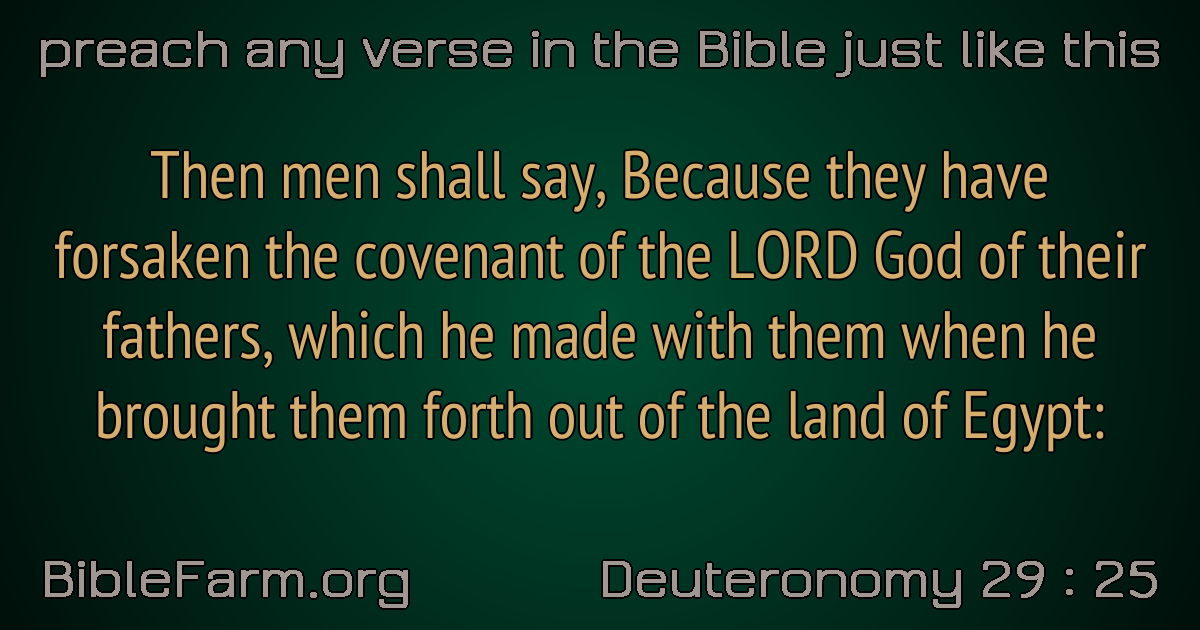 preach any verse in the Bible just like this
Then men shall say, Because they have
forsaken the covenant of the LORD God of their
fathers, which he made with them when he
brought them forth out of the land of Egypt:
BibleFarm.org
Deuteronomy 29 : 25